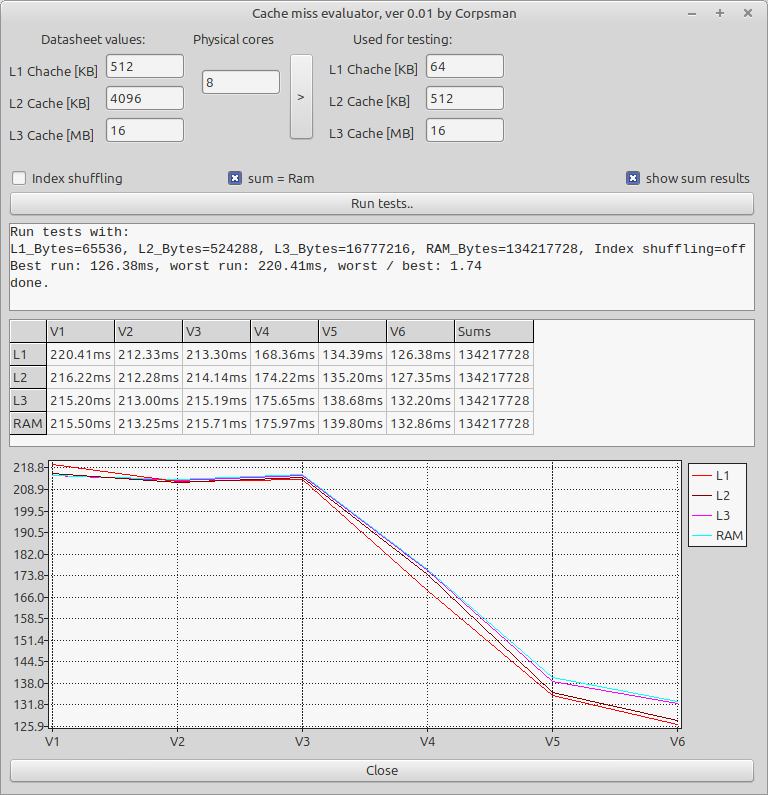 Cache miss evaluator, ver 0.01 by Corpsman
Datasheet values: Physical cores Used for testing:
L1 Chache [KB] 512 8 > L1 Chache [KB] 64
L2 Cache [KB] 4096 L2 Cache [KB] 512
L3 Cache [MB] 16 L3 Cache [MB] 16
Index shuffling sum = Ram show sum results
Run tests..
Run tests with:
L1_Bytes=65536, L2_Bytes=524288, L3_Bytes=16777216, RAM_Bytes=134217728, Index shuffling=off
Best run: 126.38ms, worst run: 220.41ms, worst / best: 1.74
done.
V1 V2 V3 V4 V5 V6 Sums
L1 220.41ms 212.33ms 213.30ms 168.36ms 134.39ms 126.38ms 134217728
L2 216.22ms 212.28ms 214.14ms 174.22ms 135.20ms 127.35ms 134217728
L3 215.20ms 213.00ms 215.19ms 175.65ms 138.68ms 132.20ms 134217728
RAM 215.50ms 213.25ms 215.71ms 175.97ms 139.80ms 132.86ms 134217728
218.8
208.9
199.5
190.5
182.0
173.8
166.0
158.5
151.4
144.5
138.0
131.8
125.9
V1 V2 V3 V4 V5 V6
L1
L2
L3
RAM
Close